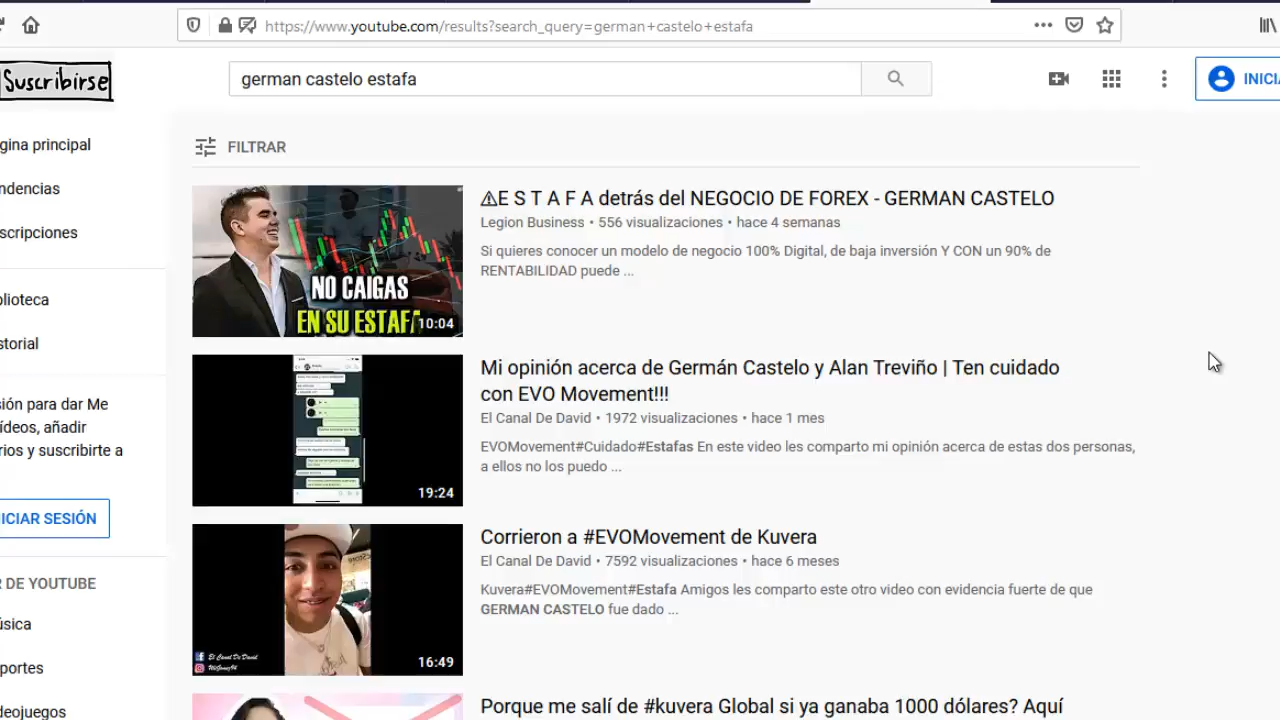 https://www.youtube.com/results?search_query=german+castelo+estafa
Suscribirse
german castelo estafa
INICIA
gina principal
ndencias
scripciones
blioteca
storial
sión para dar Me
vídeos, añadir
rios y suscribirte a
ICIAR SESIÓN
R DE YOUTUBE
úsica
portes
deojuegos
FILTRAR
NO CAIGAS
EN SU ESTAFA
10:04
⚠E S T A F A detrás del NEGOCIO DE FOREX - GERMAN CASTELO
Legion Business • 556 visualizaciones • hace 4 semanas
Si quieres conocer un modelo de negocio 100% Digital, de baja inversión Y CON un 90% de
RENTABILIDAD puede ...
19:24
Mi opinión acerca de Germán Castelo y Alan Treviño | Ten cuidado
con EVO Movement!!!
El Canal De David • 1972 visualizaciones • hace 1 mes
EVOMovement#Cuidado#Estafas En este video les comparto mi opinión acerca de estas dos personas,
a ellos no los puedo ...
El Canal De David
16:49
Corrieron a #EVOMovement de Kuvera
El Canal De David • 7592 visualizaciones • hace 6 meses
Kuvera#EVOMovement#Estafa Amigos les comparto este otro video con evidencia fuerte de que
GERMAN CASTELO fue dado ...
Porque me salí de #kuvera Global si ya ganaba 1000 dólares? Aquí